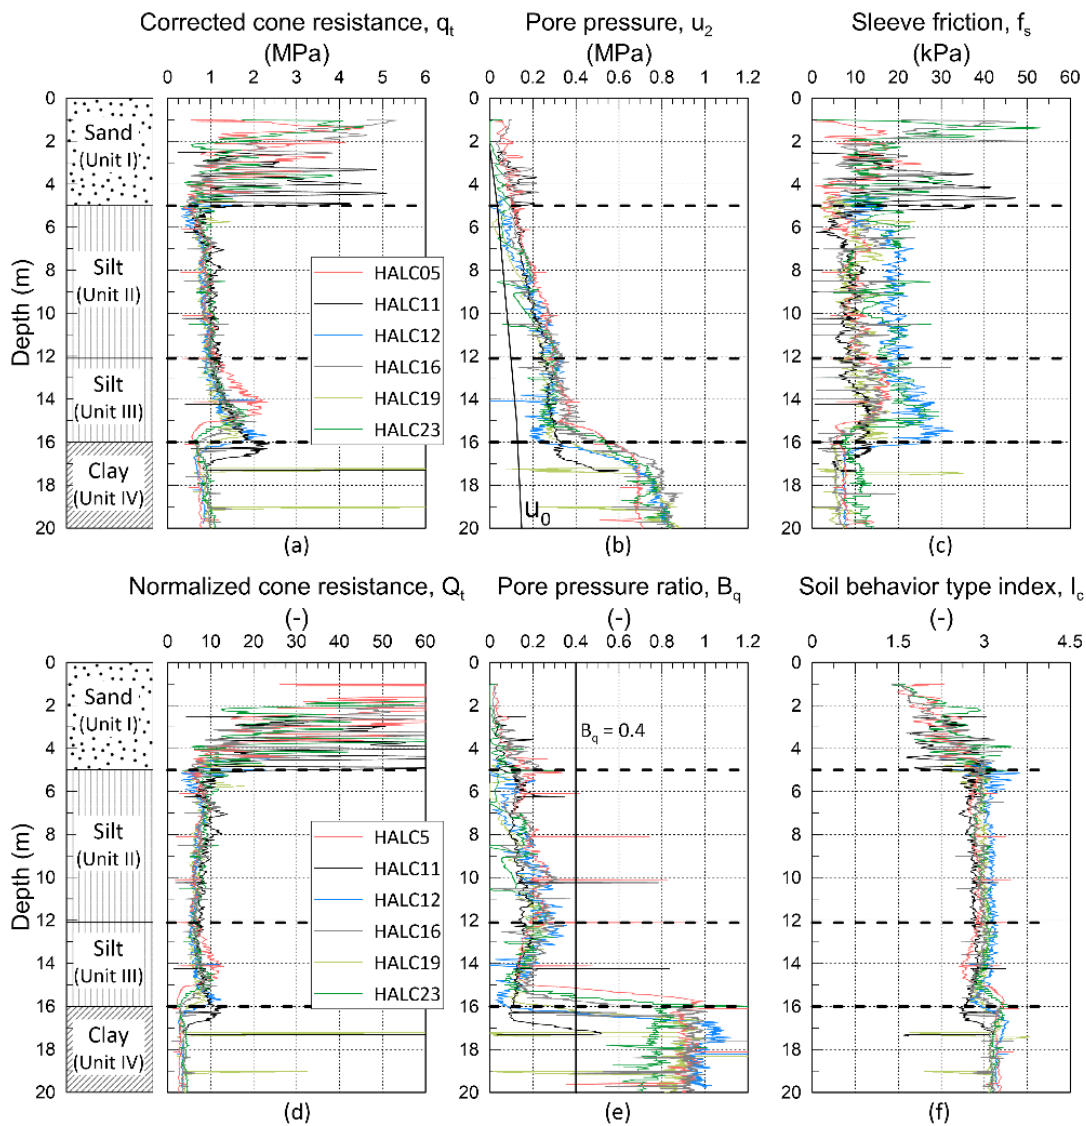 Corrected cone resistance, qt
(MPa)
Pore pressure, u2
(MPa)
Sleeve friction, fs
(kPa)
0 1 2 3 4 5 6
0 0.4 0.8 1.2
0 10 20 30 40 50 60
Depth (m)
0
2
4
6
8
10
12
14
16
18
20
Sand
(Unit I)
Silt
(Unit II)
Silt
(Unit III)
Clay
(Unit IV)
HALC05
HALC11
HALC12
HALC16
HALC19
HALC23
u0
(a)
(b)
(c)
Normalized cone resistance, Qt
(-)
Pore pressure ratio, Bq
(-)
Soil behavior type index, Ic
(-)
0 10 20 30 40 50 60
0 0.2 0.4 0.6 0.8 1 1.2
0 1.5 3 4.5
Depth (m)
0
2
4
6
8
10
12
14
16
18
20
Sand
(Unit I)
Silt
(Unit II)
Silt
(Unit III)
Clay
(Unit IV)
HALC5
HALC11
HALC12
HALC16
HALC19
HALC23
Bq = 0.4
(d)
(e)
(f)